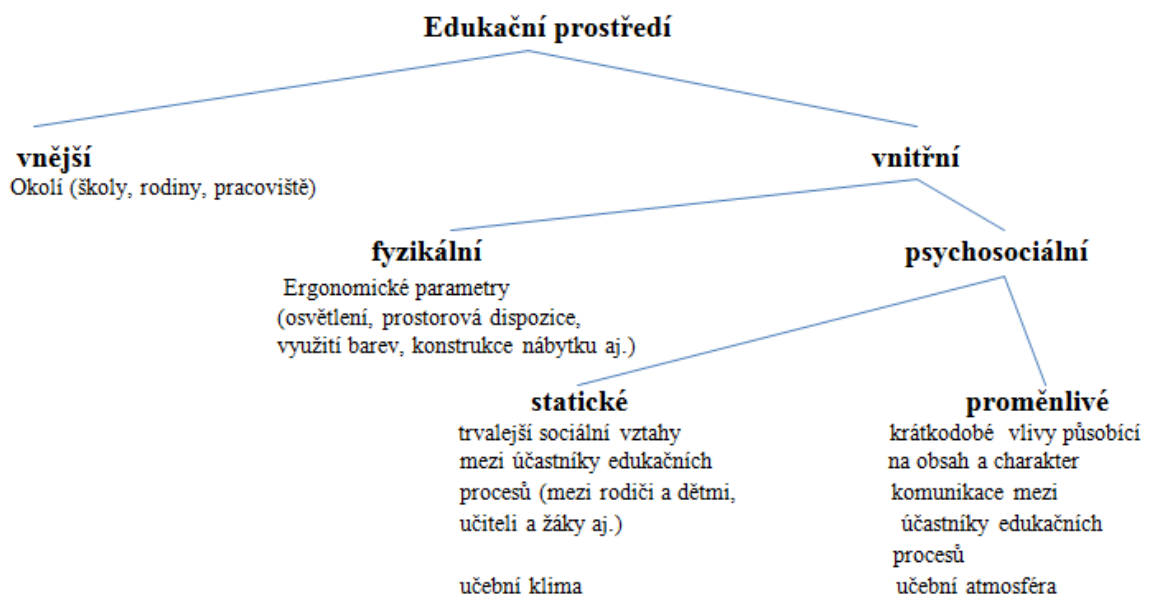 Edukační prostředí
vnější
Okolí (školy, rodiny, pracoviště)
vnitřní
fyzikální
Ergonomické parametry
(osvětlení, prostorová dispozice,
využití barev, konstrukce nábytku aj.)
psychosociální
statické
trvalejší sociální vztahy
mezi účastníky edukačních
procesů (mezi rodiči a dětmi,
učiteli a žáky aj.)
učební klima
proměnlivé
krátkodobé vlivy působící
na obsah a charakter
komunikace mezi
účastníky edukačních
procesů
učební atmosféra